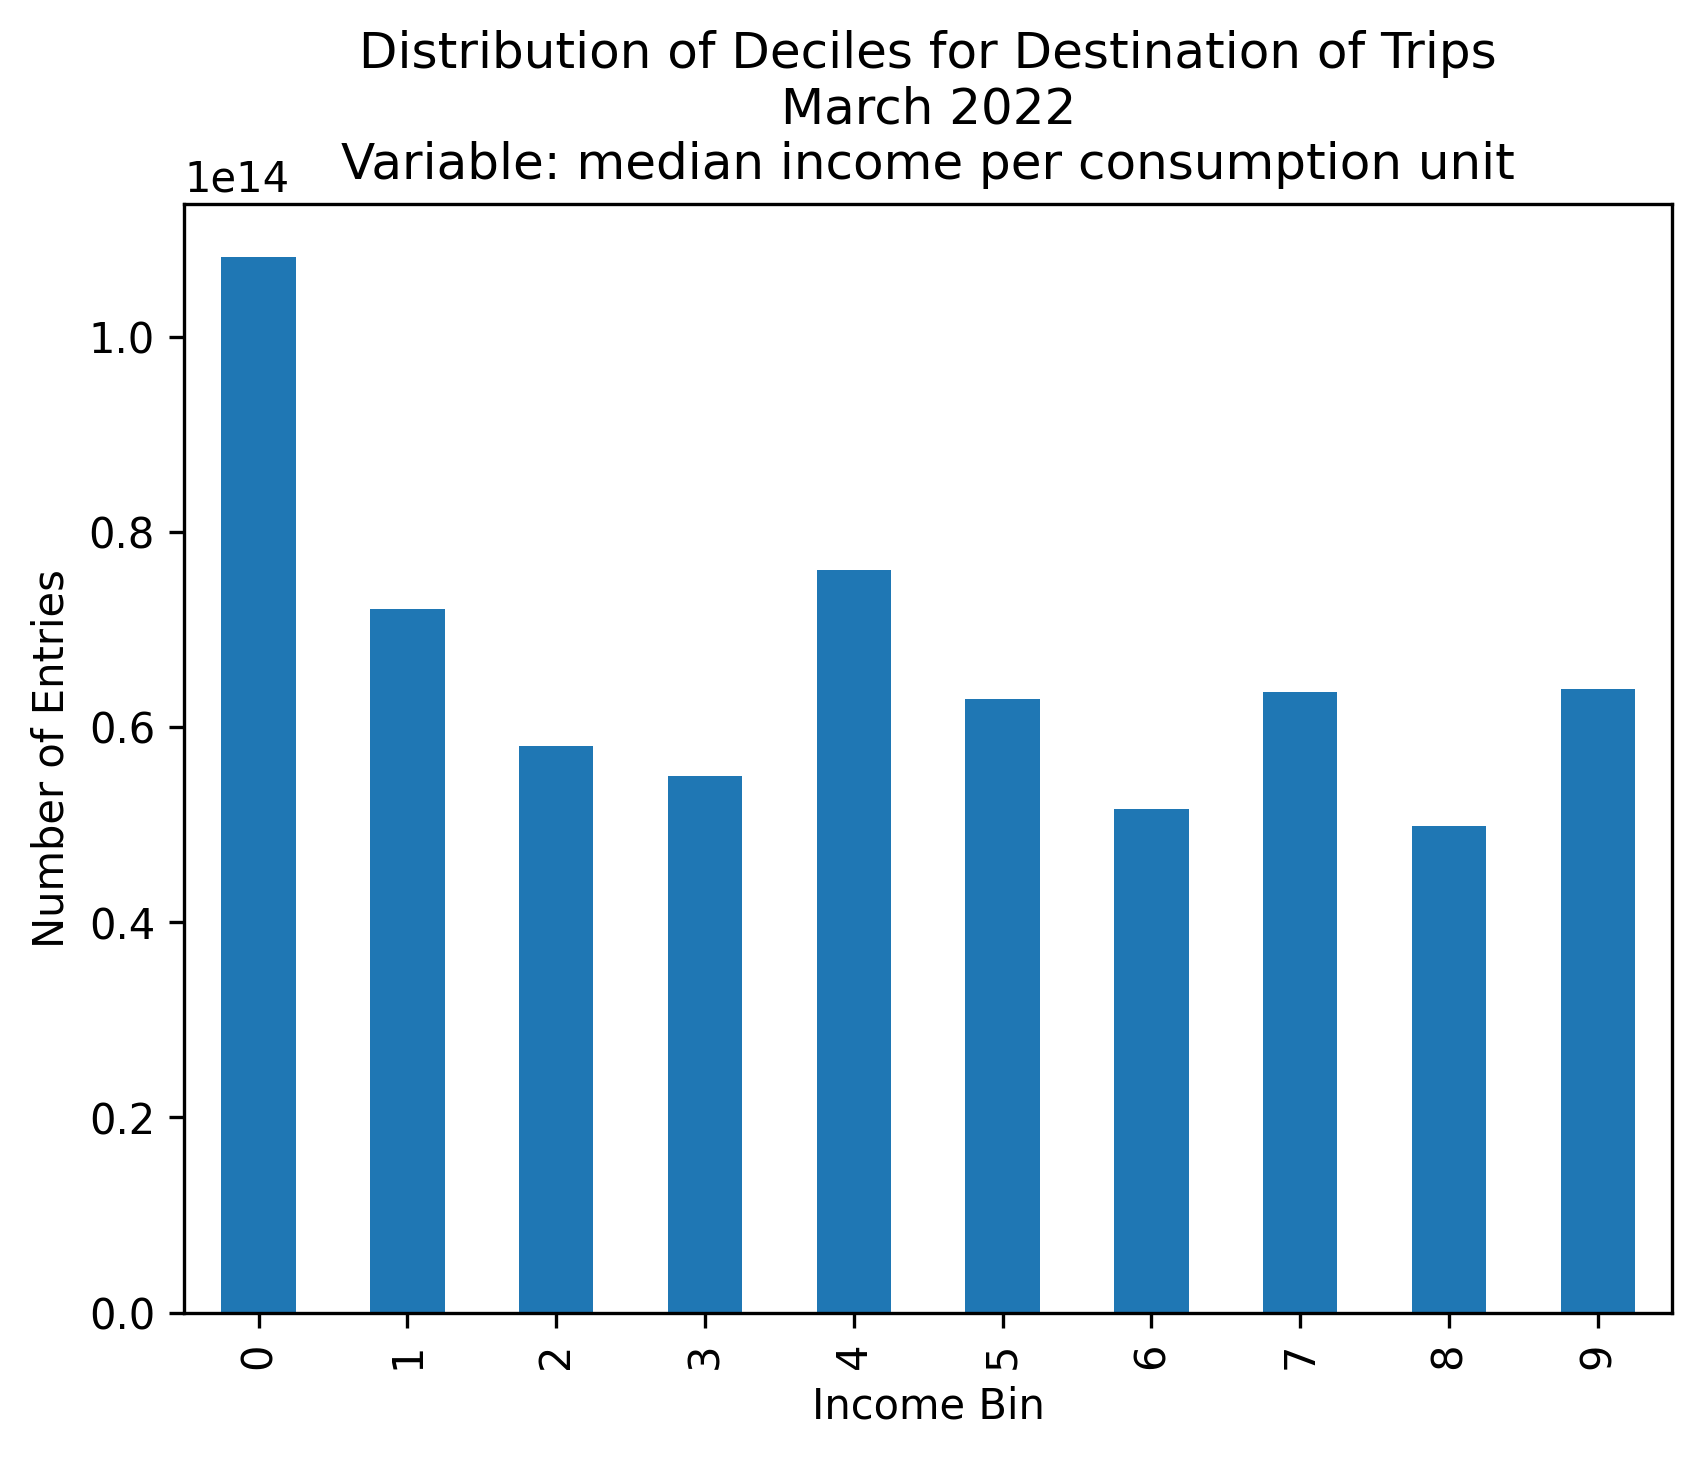 Distribution of Deciles for Destination of Trips
March 2022
Variable: median income per consumption unit
1e14
1.0
0.8
0.6
0.4
0.2
0.0
Number of Entries
0 1 2 3 4 5 6 7 8 9
Income Bin